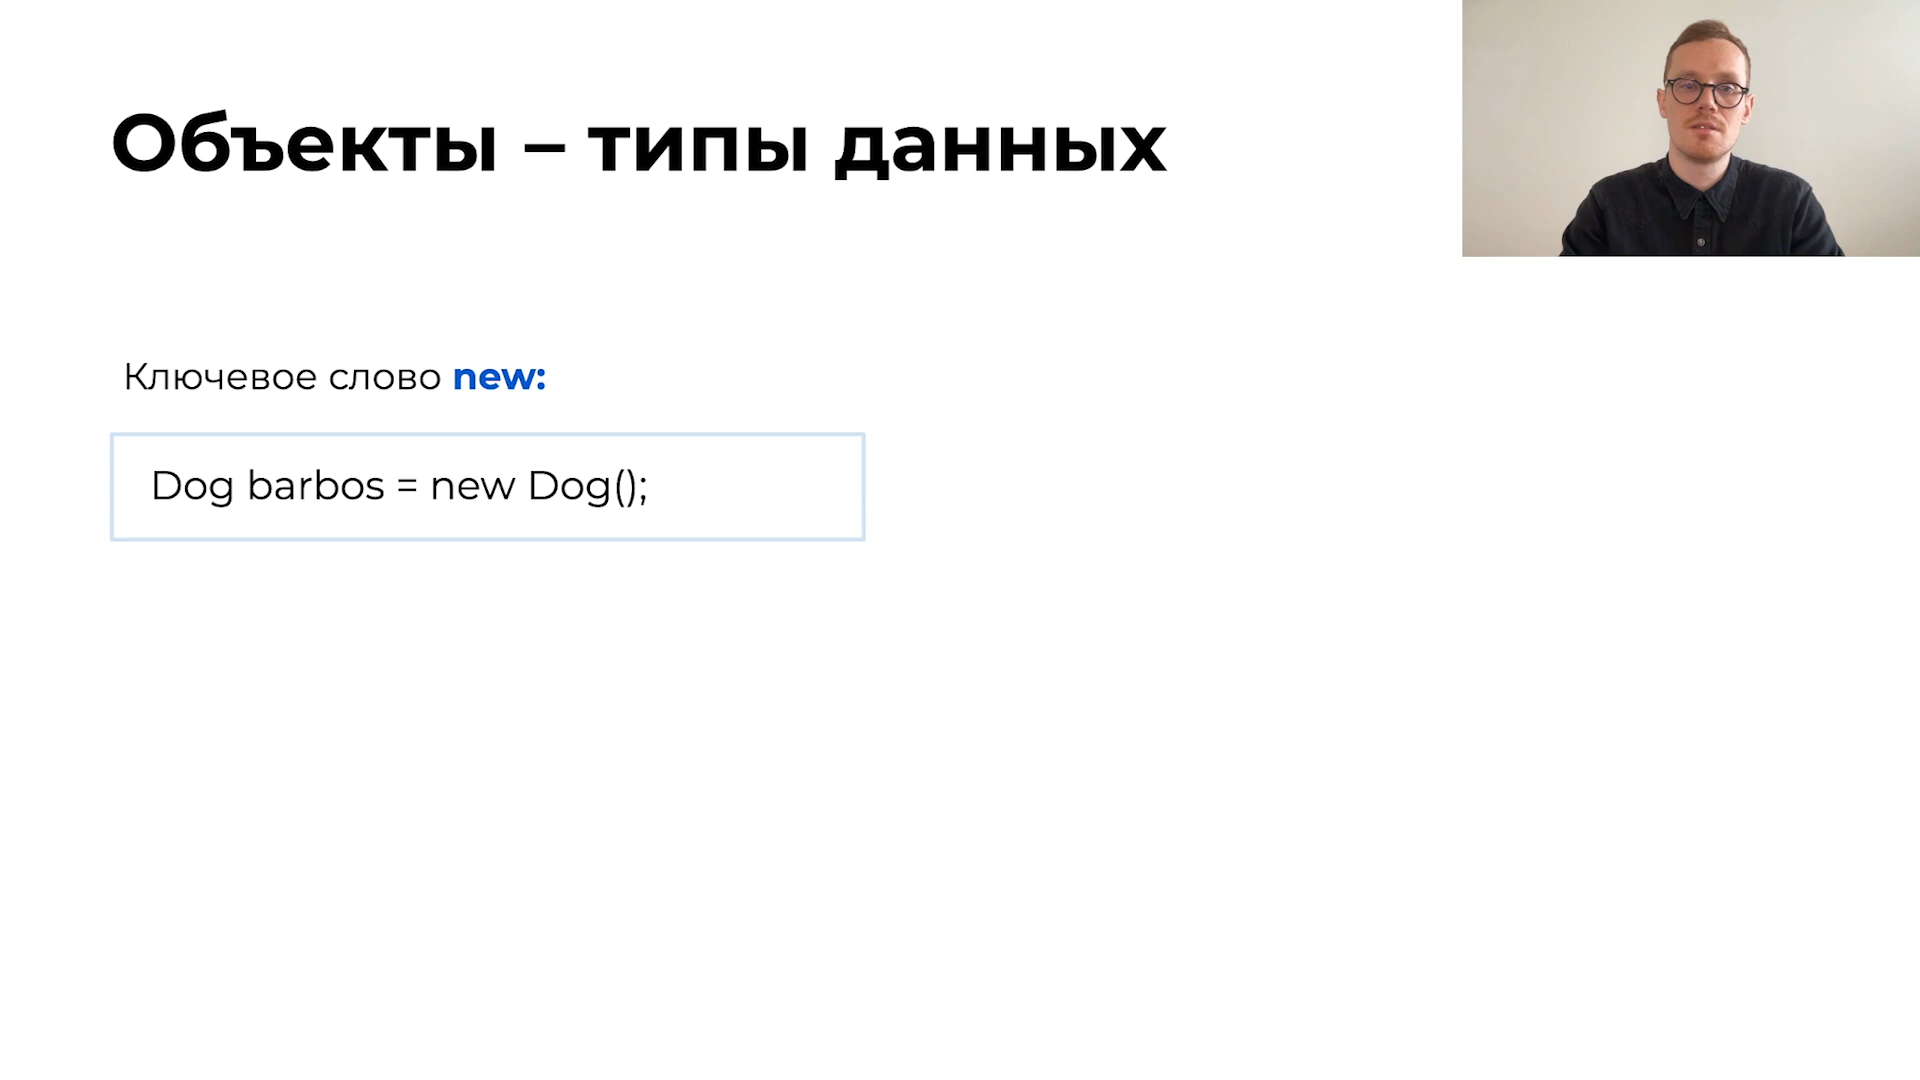 Объекты – типы данных
Ключевое слово new:
Dog barbos = new Dog();